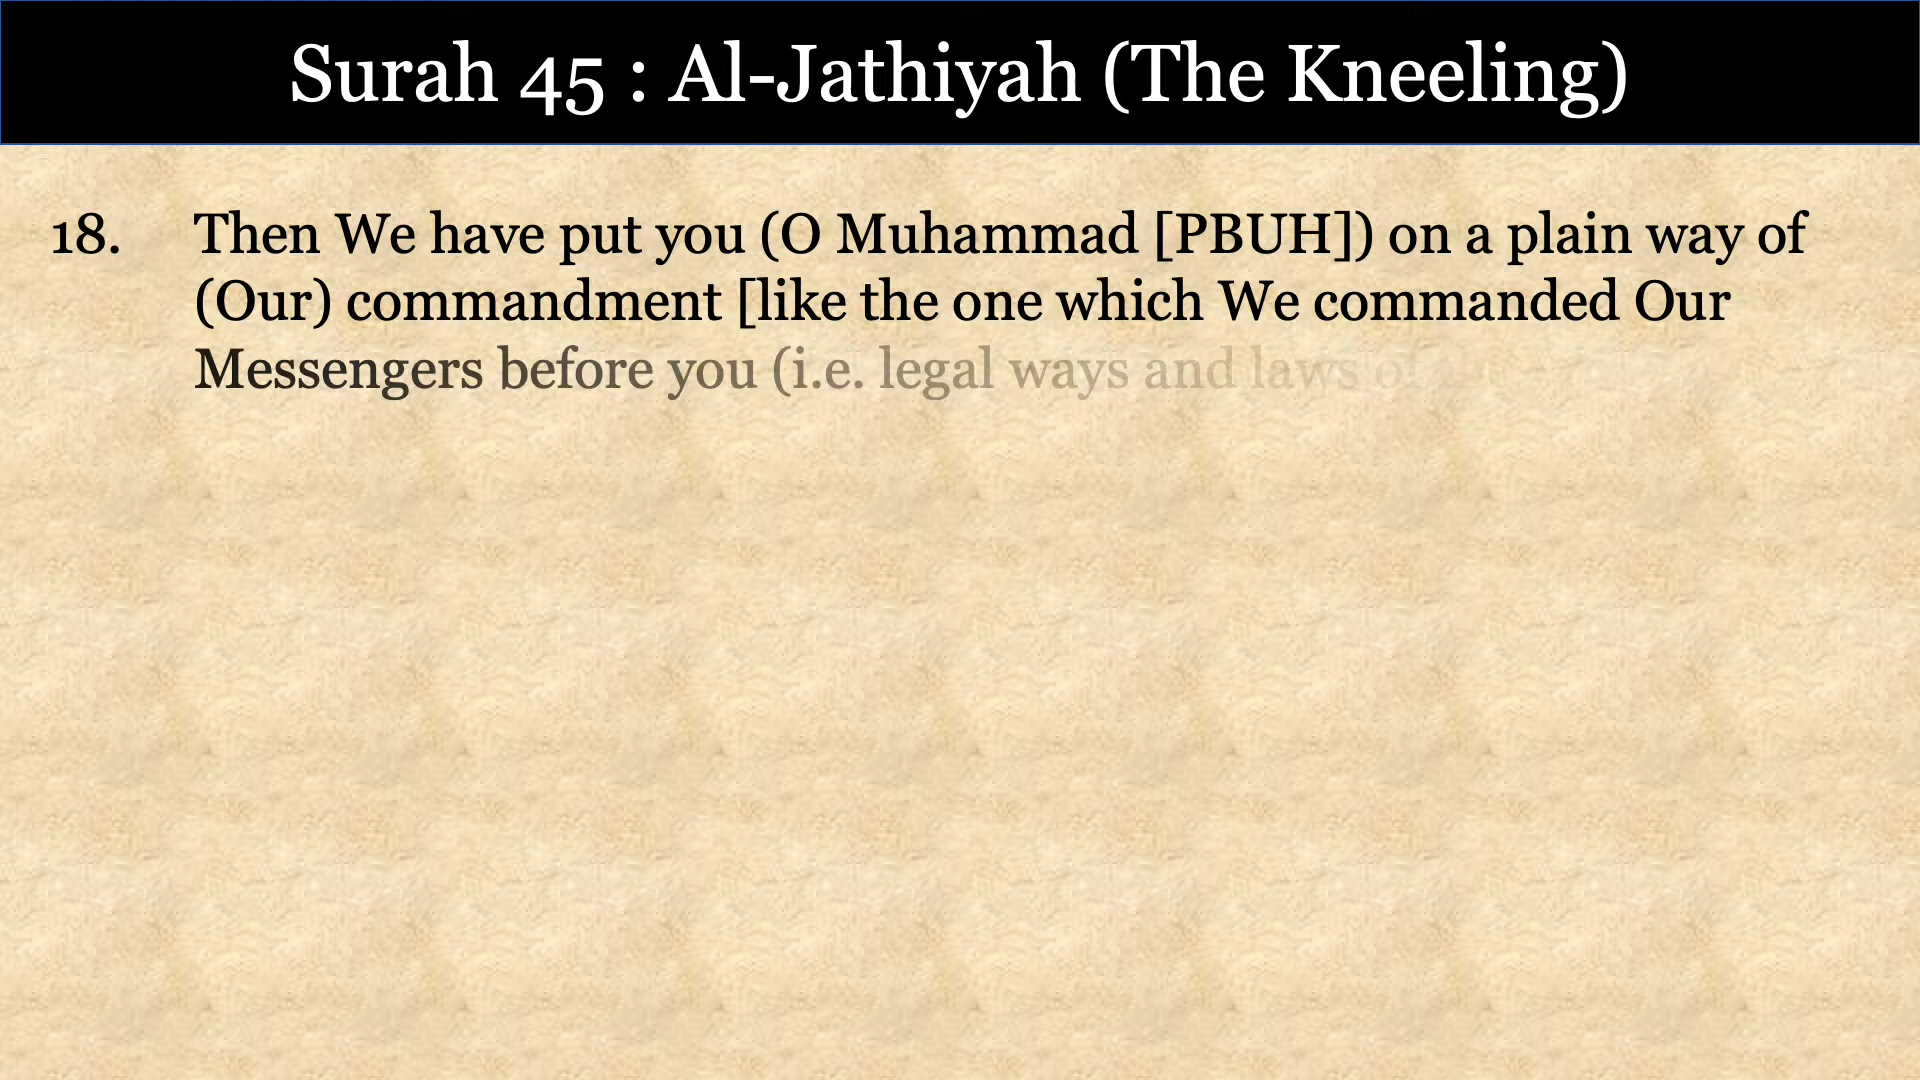 Surah 45 : Al-Jathiyah (The Kneeling)
18. Then We have put you (O Muhammad [PBUH]) on a plain way of
(Our) commandment [like the one which We commanded Our
Messengers before you (i.e. legal ways and laws of